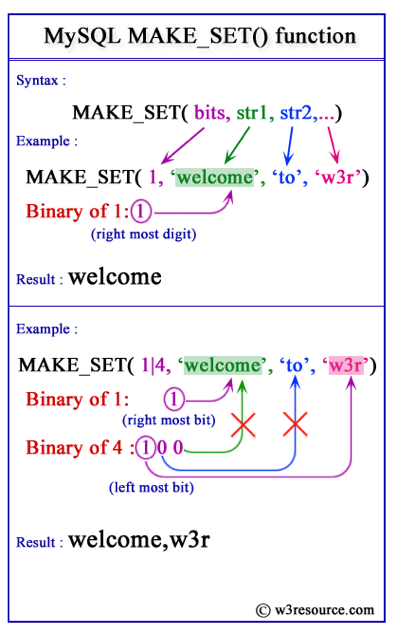 MySQL MAKE_SET() function
Syntax :
MAKE_SET( bits, str1, str2,...)
Example :
MAKE_SET( 1, ‘welcome’, ‘to’, ‘w3r’)
Binary of 1: 1
(right most digit)
Result : welcome
Example :
MAKE_SET( 1|4, ‘welcome’, ‘to’, ‘w3r’)
Binary of 1: 1
(right most bit)
Binary of 4 : 1 0 0
(left most bit)
Result : welcome,w3r
© w3resource.com